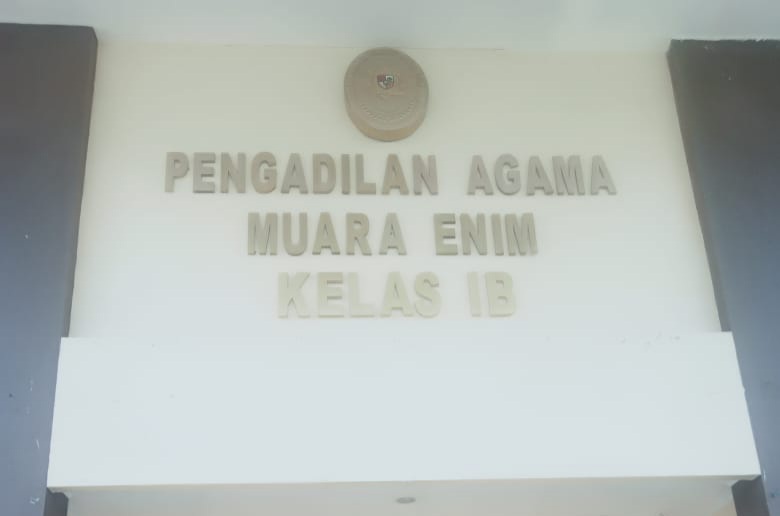 PENGADILAN AGAMA
MUARA ENIM
KELAS IB